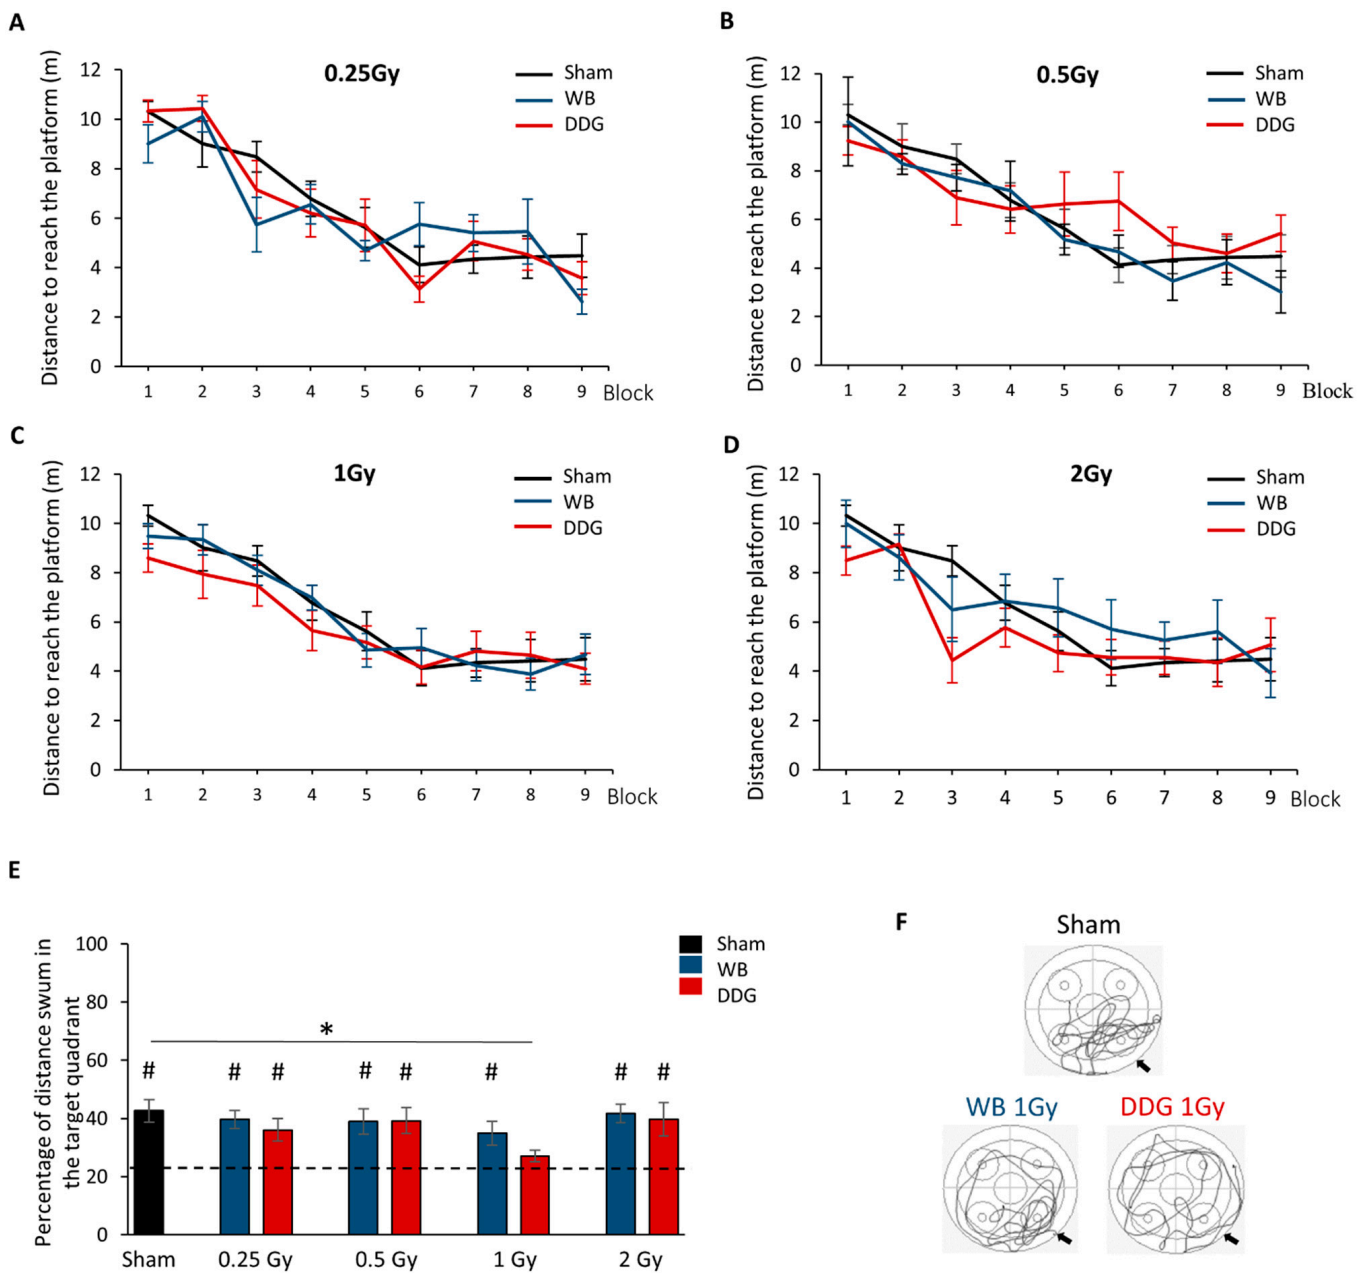 A
0.25Gy
Sham
WB
DDG
Distance to reach the platform (m)
12
10
8
6
4
2
0
1 2 3 4 5 6 7 8 9 Block
B
0.5Gy
Sham
WB
DDG
Distance to reach the platform (m)
12
10
8
6
4
2
0
1 2 3 4 5 6 7 8 9 Block
C
1Gy
Sham
WB
DDG
Distance to reach the platform (m)
12
10
8
6
4
2
0
1 2 3 4 5 6 7 8 9 Block
D
2Gy
Sham
WB
DDG
Distance to reach the platform (m)
12
10
8
6
4
2
0
1 2 3 4 5 6 7 8 9 Block
E
Percentage of distance swum in
the target quadrant
100
80
60
40
20
0
Sham
WB
DDG
*
# # # # # # # #
Sham 0.25 Gy 0.5 Gy 1 Gy 2 Gy
F
Sham
WB 1Gy DDG 1Gy